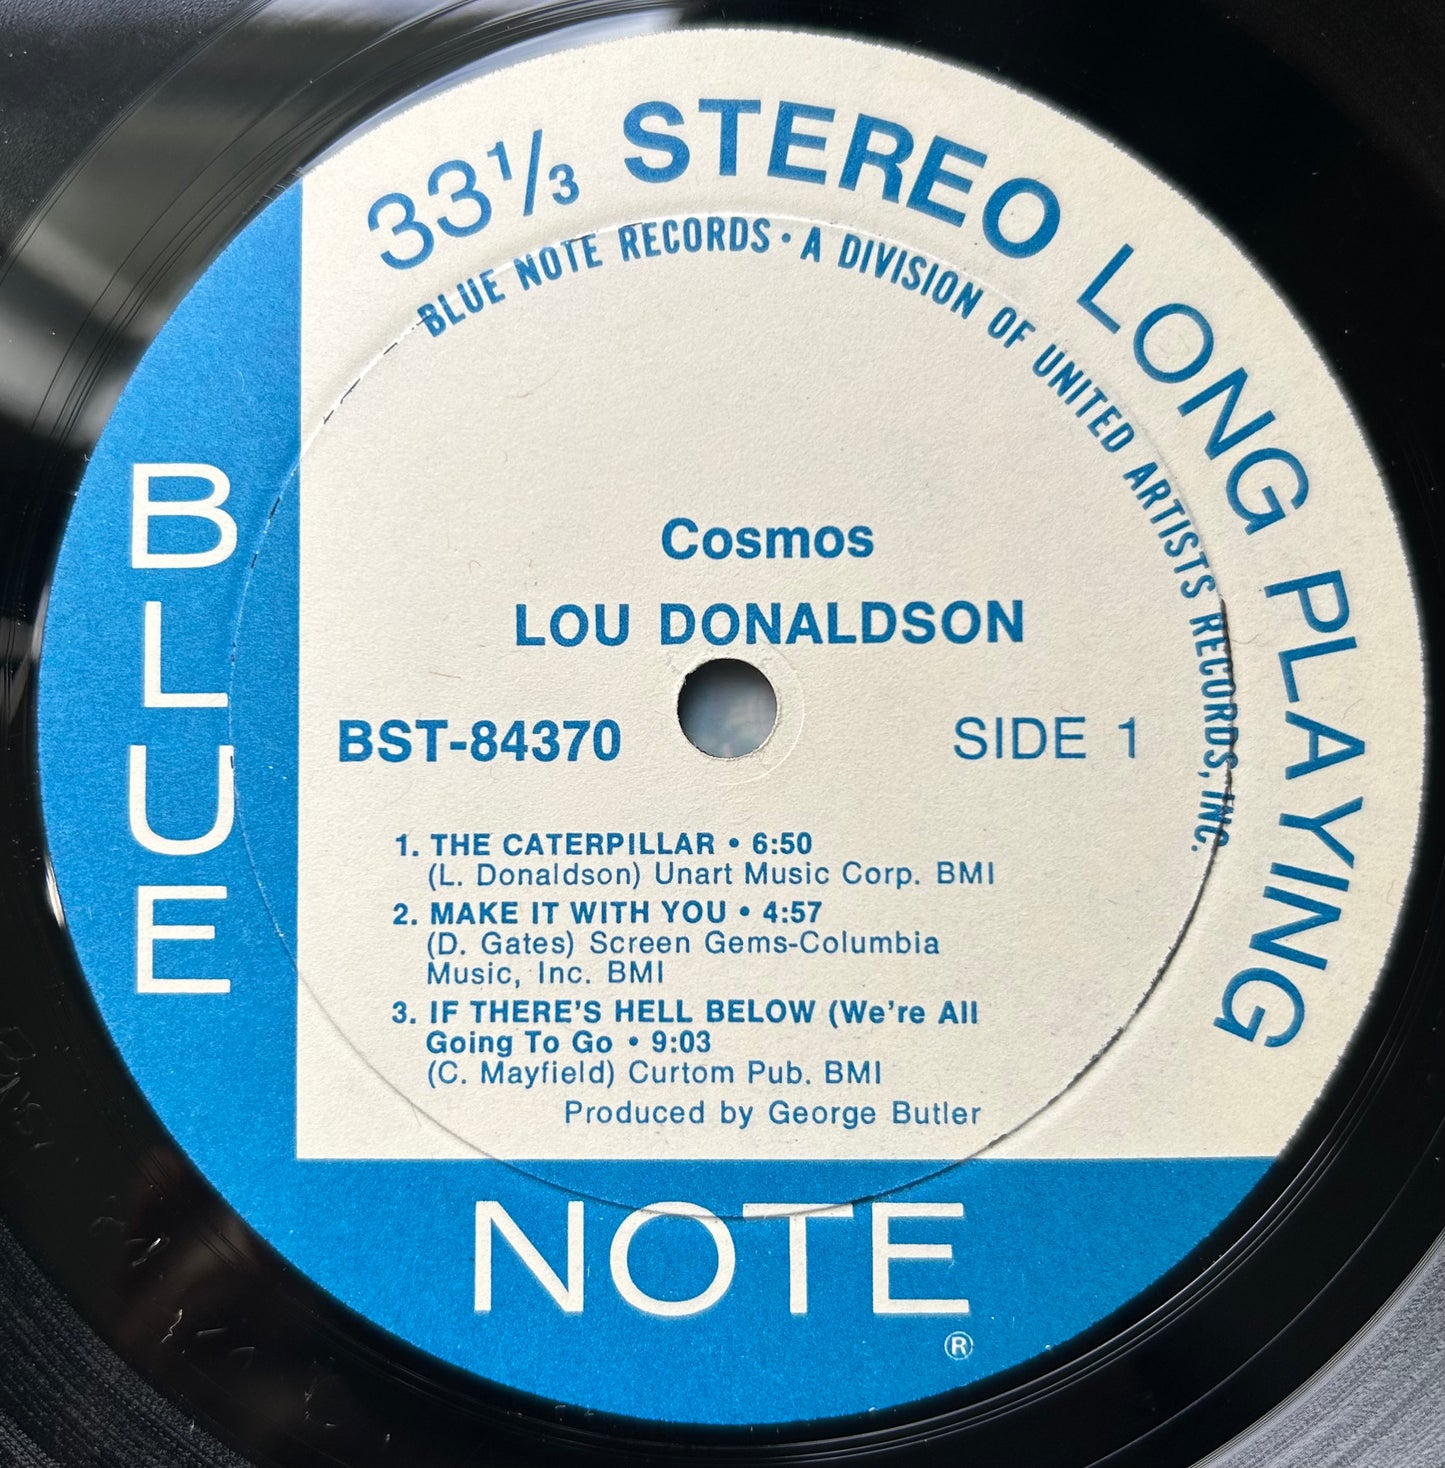 33⅓ STEREO LONG PLAYING
BLUE NOTE RECORDS · A DIVISION OF UNITED ARTISTS RECORDS, INC.
Cosmos
LOU DONALDSON
BST-84370
SIDE 1
1. THE CATERPILLAR • 6:50
(L. Donaldson) Unart Music Corp. BMI
2. MAKE IT WITH YOU • 4:57
(D. Gates) Screen Gems-Columbia
Music, Inc. BMI
3. IF THERE'S HELL BELOW (We're All
Going To Go • 9:03
(C. Mayfield) Curtom Pub. BMI
Produced by George Butler
BLUE
NOTE
®